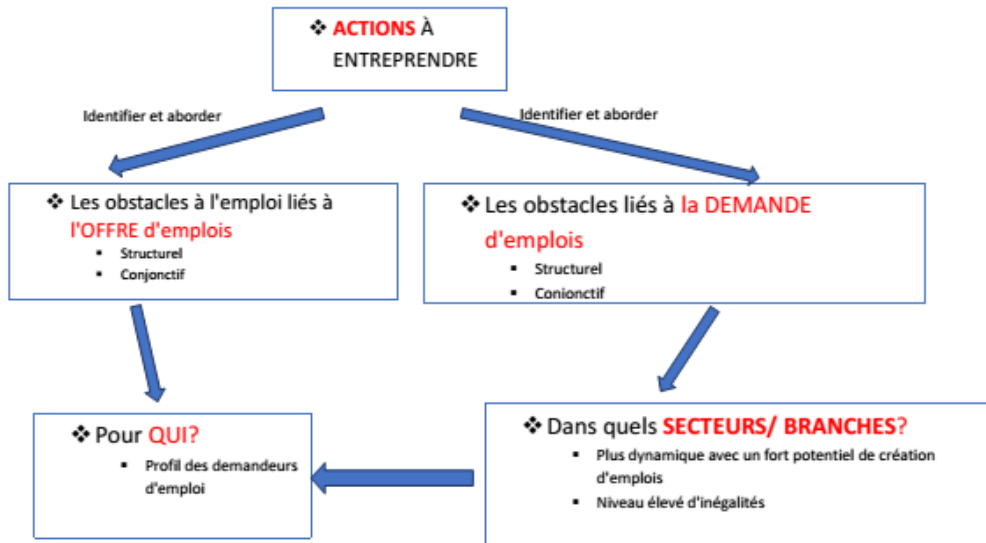 ❖ ACTIONS À
ENTREPRENDRE
Identifier et aborder
Identifier et aborder
❖ Les obstacles à l'emploi liés à
l'OFFRE d'emplois
▪ Structurel
▪ Conjonctif
❖ Les obstacles liés à la DEMANDE
d'emplois
▪ Structurel
▪ Conionctif
❖ Pour QUI?
▪ Profil des demandeurs
d'emploi
❖ Dans quels SECTEURS/ BRANCHES?
▪ Plus dynamique avec un fort potentiel de création
d'emplois
▪ Niveau élevé d'inégalités